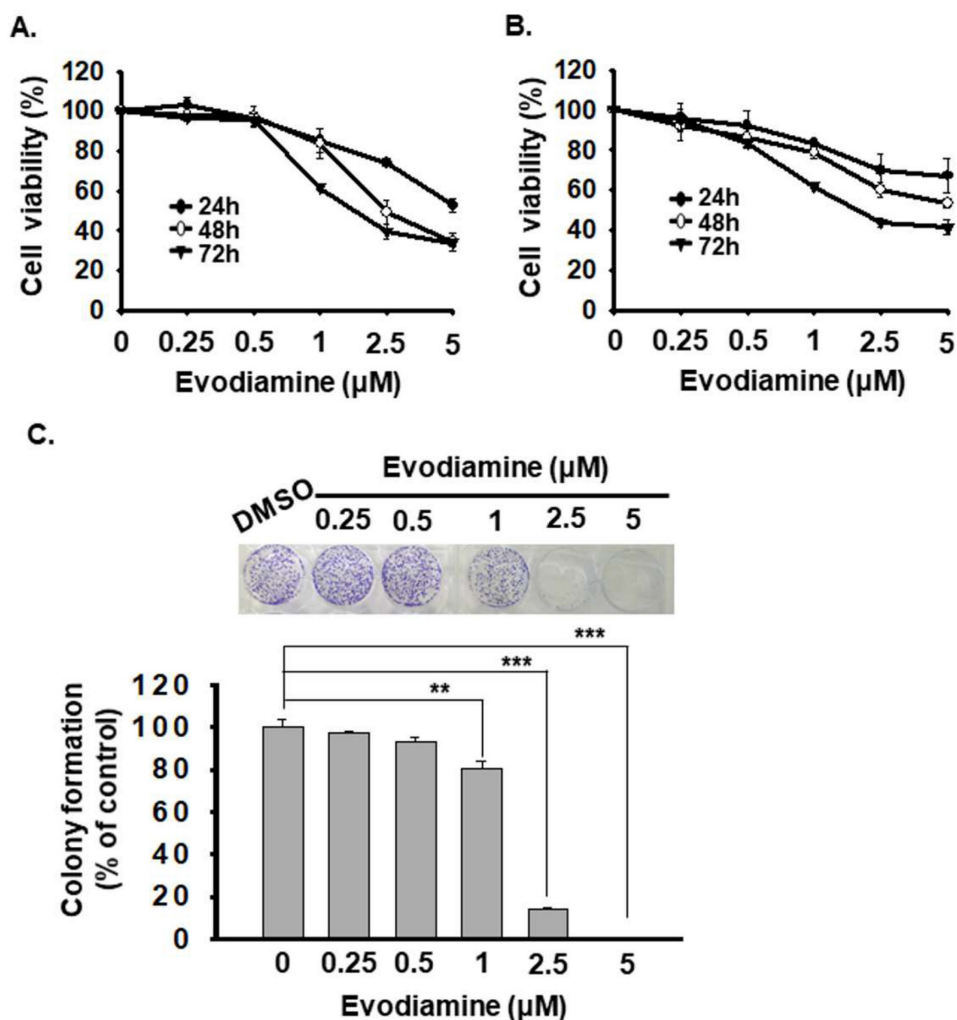 A.
Cell viability (%)
120
100
80
60
40
20
0
24h
48h
72h
0 0.25 0.5 1 2.5 5
Evodiamine (µM)
B.
Cell viability (%)
120
100
80
60
40
20
0
24h
48h
72h
0 0.25 0.5 1 2.5 5
Evodiamine (µM)
C.
Evodiamine (µM)
DMSO 0.25 0.5 1 2.5 5
***
***
**
Colony formation
(% of control)
120
100
80
60
40
20
0
0 0.25 0.5 1 2.5 5
Evodiamine (µM)